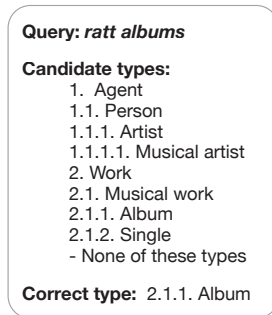 Query: ratt albums
Candidate types:
1. Agent
1.1. Person
1.1.1. Artist
1.1.1.1. Musical artist
2. Work
2.1. Musical work
2.1.1. Album
2.1.2. Single
- None of these types
Correct type: 2.1.1. Album